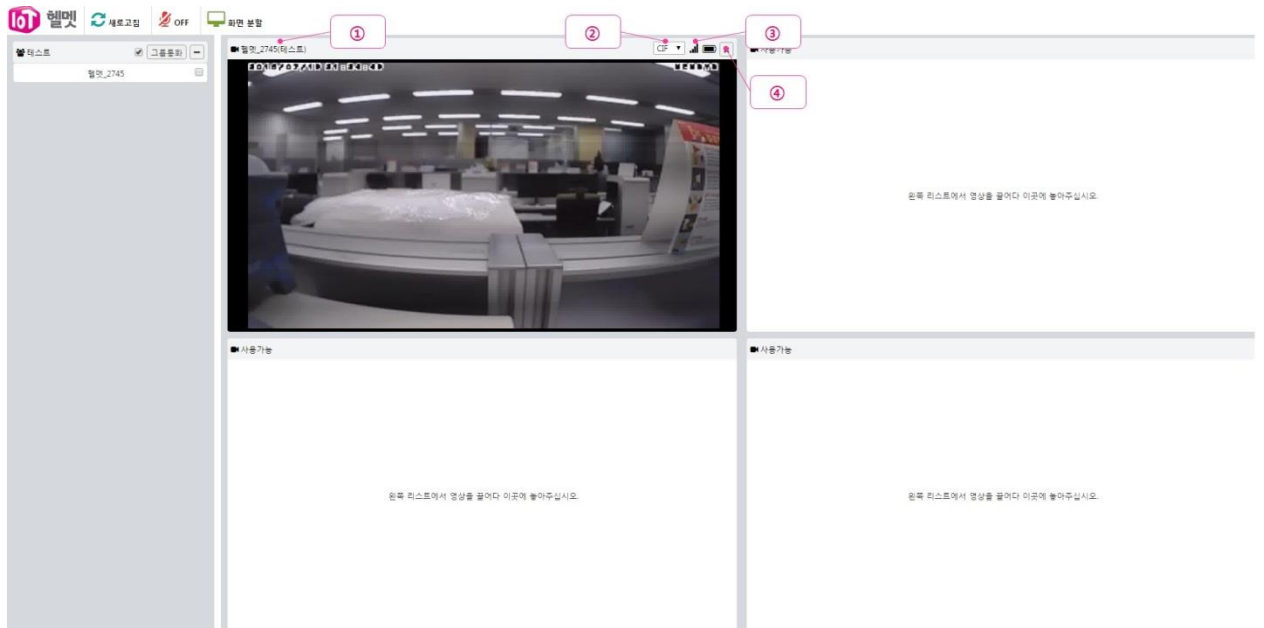 IoT 헬멧 새로고침 OFF 화면 분할
테스트 그룹통화
헬멧_2745
① ② ③ ④
헬멧_2745(테스트) CIF
사용가능
왼쪽 리스트에서 영상을 끌어다 이곳에 놓아주십시오.
사용가능
왼쪽 리스트에서 영상을 끌어다 이곳에 놓아주십시오.
사용가능
왼쪽 리스트에서 영상을 끌어다 이곳에 놓아주십시오.